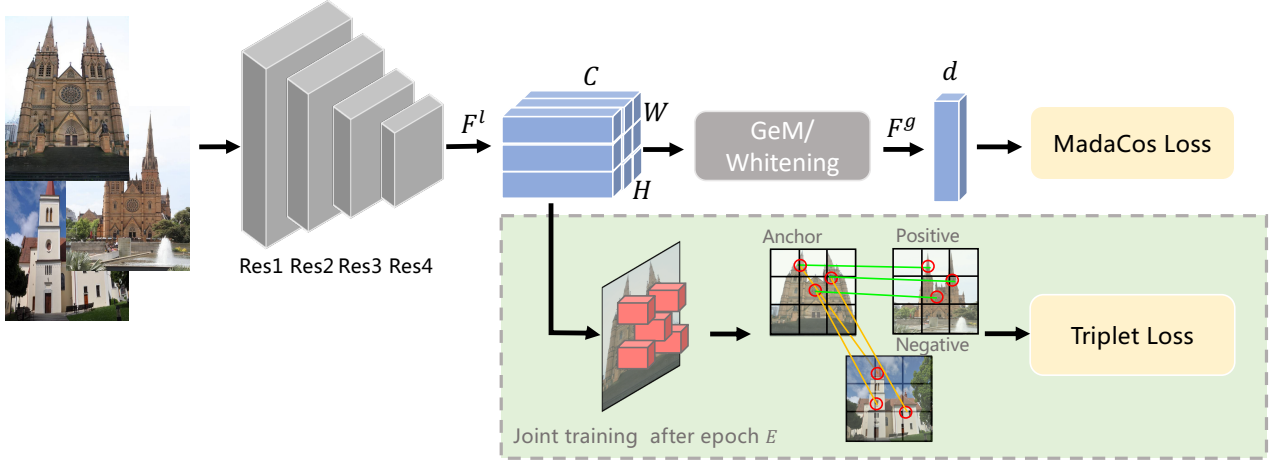 C
W
H
d
F^l
GeM/
Whitening
F^g
MadaCos Loss
Res1 Res2 Res3 Res4
Anchor
Positive
Negative
Triplet Loss
Joint training after epoch E